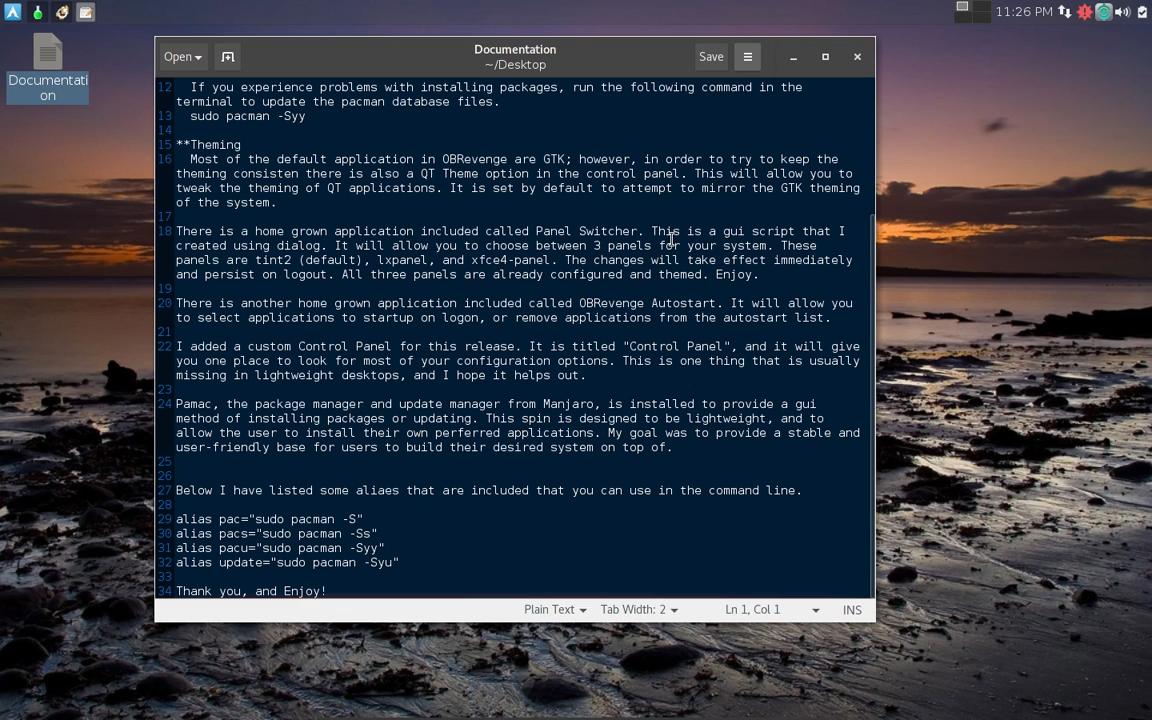 11:26 PM
Documentati
on
Open
Documentation
~/Desktop
Save
12 If you experience problems with installing packages, run the following command in the
terminal to update the pacman database files.
13 sudo pacman -Syy
14
15 **Theming
16 Most of the default application in OBRevenge are GTK; however, in order to try to keep the
theming consisten there is also a QT Theme option in the control panel. This will allow you to
tweak the theming of QT applications. It is set by default to attempt to mirror the GTK theming
of the system.
17
18 There is a home grown application included called Panel Switcher. This is a gui script that I
created using dialog. It will allow you to choose between 3 panels for your system. These
panels are tint2 (default), lxpanel, and xfce4-panel. The changes will take effect immediately
and persist on logout. All three panels are already configured and themed. Enjoy.
19
20 There is another home grown application included called OBRevenge Autostart. It will allow you
to select applications to startup on logon, or remove applications from the autostart list.
21
22 I added a custom Control Panel for this release. It is titled "Control Panel", and it will give
you one place to look for most of your configuration options. This is one thing that is usually
missing in lightweight desktops, and I hope it helps out.
23
24 Pamac, the package manager and update manager from Manjaro, is installed to provide a gui
method of installing packages or updating. This spin is designed to be lightweight, and to
allow the user to install their own perferred applications. My goal was to provide a stable and
user-friendly base for users to build their desired system on top of.
25
26
27 Below I have listed some aliaes that are included that you can use in the command line.
28
29 alias pac="sudo pacman -S"
30 alias pacs="sudo pacman -Ss"
31 alias pacu="sudo pacman -Syy"
32 alias update="sudo pacman -Syu"
33
34 Thank you, and Enjoy!
Plain Text
Tab Width: 2
Ln 1, Col 1
INS